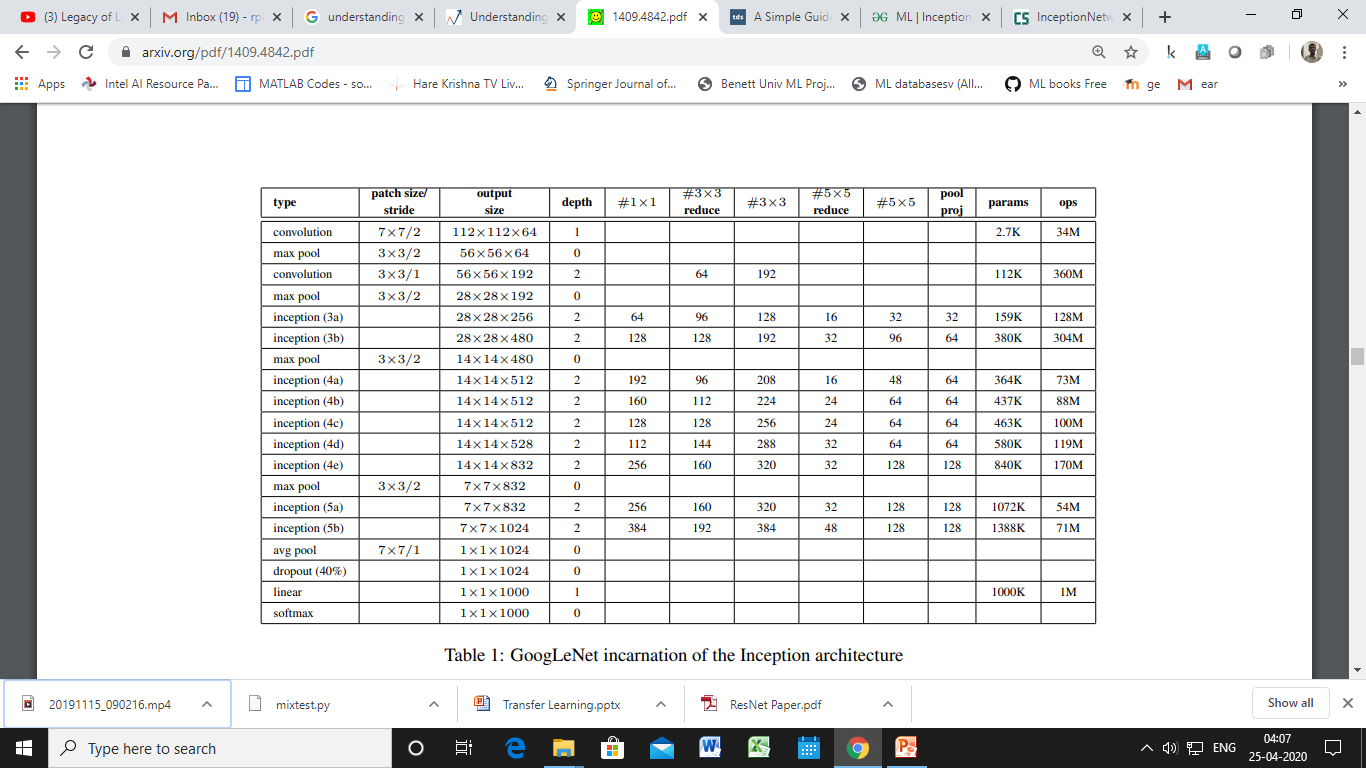 (3) Legacy of L
Inbox (19) - rpl
understanding
Understanding
1409.4842.pdf
tds A Simple Guid
ML | Inception
CS InceptionNetw
arxiv.org/pdf/1409.4842.pdf
Apps Intel AI Resource Pa... MATLAB Codes - so... Hare Krishna TV Liv... Springer Journal of... Benett Univ ML Proj... ML databasesv (All... ML books Free ge ear »
type patch size/ stride output size depth #1×1 #3×3 reduce #3×3 #5×5 reduce #5×5 pool proj params ops
convolution 7×7/2 112×112×64 1 2.7K 34M
max pool 3×3/2 56×56×64 0
convolution 3×3/1 56×56×192 2 64 192 112K 360M
max pool 3×3/2 28×28×192 0
inception (3a) 28×28×256 2 64 96 128 16 32 32 159K 128M
inception (3b) 28×28×480 2 128 128 192 32 96 64 380K 304M
max pool 3×3/2 14×14×480 0
inception (4a) 14×14×512 2 192 96 208 16 48 64 364K 73M
inception (4b) 14×14×512 2 160 112 224 24 64 64 437K 88M
inception (4c) 14×14×512 2 128 128 256 24 64 64 463K 100M
inception (4d) 14×14×528 2 112 144 288 32 64 64 580K 119M
inception (4e) 14×14×832 2 256 160 320 32 128 128 840K 170M
max pool 3×3/2 7×7×832 0
inception (5a) 7×7×832 2 256 160 320 32 128 128 1072K 54M
inception (5b) 7×7×1024 2 384 192 384 48 128 128 1388K 71M
avg pool 7×7/1 1×1×1024 0
dropout (40%) 1×1×1024 0
linear 1×1×1000 1 1000K 1M
softmax 1×1×1000 0
Table 1: GoogLeNet incarnation of the Inception architecture
20191115_090216.mp4 mixtest.py Transfer Learning.pptx ResNet Paper.pdf Show all
Type here to search
ENG
04:07
25-04-2020